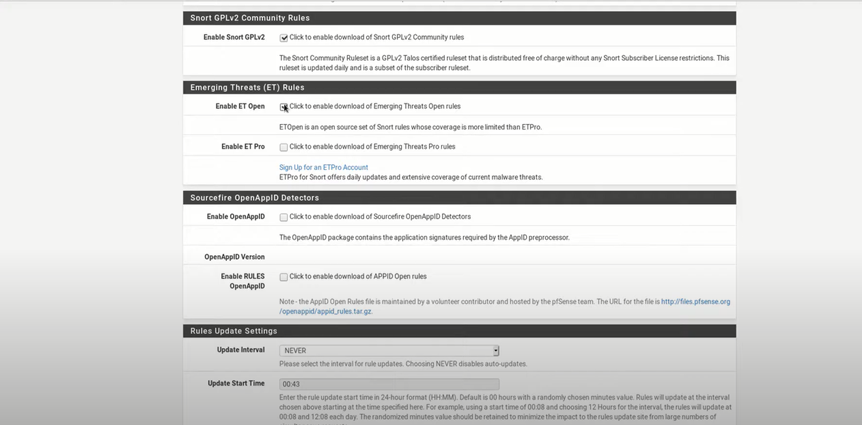 Snort GPLv2 Community Rules
Enable Snort GPLv2
Click to enable download of Snort GPLv2 Community rules
The Snort Community Ruleset is a GPLv2 Talos certified ruleset that is distributed free of charge without any Snort Subscriber License restrictions. This
ruleset is updated daily and is a subset of the subscriber ruleset.
Emerging Threats (ET) Rules
Enable ET Open
Click to enable download of Emerging Threats Open rules
ETOpen is an open source set of Snort rules whose coverage is more limited than ETPro.
Enable ET Pro
Click to enable download of Emerging Threats Pro rules
Sign Up for an ETPro Account
ETPro for Snort offers daily updates and extensive coverage of current malware threats.
Sourcefire OpenAppID Detectors
Enable OpenAppID
Click to enable download of Sourcefire OpenAppID Detectors
The OpenAppID package contains the application signatures required by the AppID preprocessor.
OpenAppID Version
Enable RULES
OpenAppID
Click to enable download of APPID Open rules
Note - the AppID Open Rules file is maintained by a volunteer contributor and hosted by the pfSense team. The URL for the file is http://files.pfsense.org
/openappid/appid_rules.tar.gz.
Rules Update Settings
Update Interval
NEVER
Please select the interval for rule updates. Choosing NEVER disables auto-updates.
Update Start Time
00:43
Enter the rule update start time in 24-hour format (HH:MM). Default is 00 hours with a randomly chosen minutes value. Rules will update at the interval
chosen above starting at the time specified here. For example, using a start time of 00:08 and choosing 12 Hours for the interval, the rules will update at
00:08 and 12:08 each day. The randomized minutes value should be retained to minimize the impact to the rules update site from large numbers of